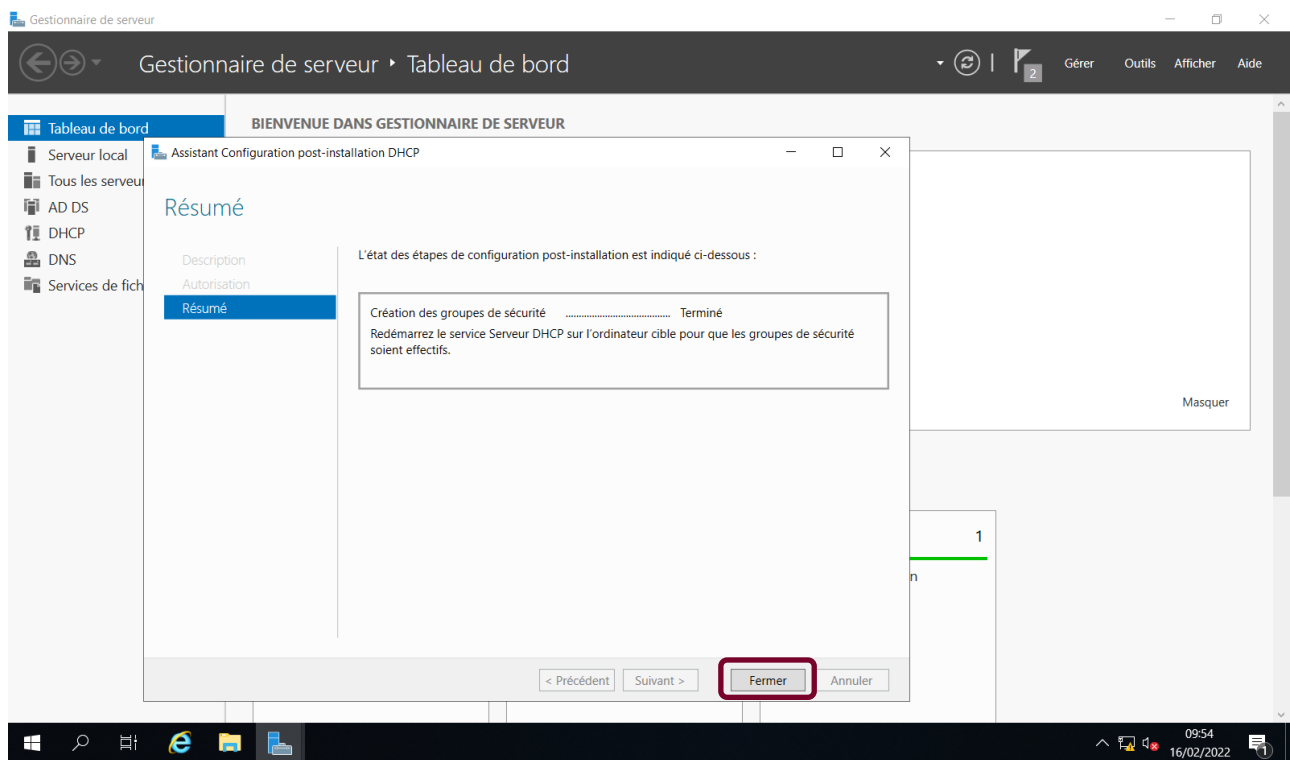 Gestionnaire de serveur
Gestionnaire de serveur Tableau de bord
2
Gérer
Outils
Afficher
Aide
Tableau de bord
Serveur local
Tous les serveu
AD DS
DHCP
DNS
Services de fich
BIENVENUE DANS GESTIONNAIRE DE SERVEUR
Assistant Configuration post-installation DHCP
Résumé
Description
Autorisation
Résumé
L'état des étapes de configuration post-installation est indiqué ci-dessous :
Création des groupes de sécurité ........................................ Terminé
Redémarrez le service Serveur DHCP sur l'ordinateur cible pour que les groupes de sécurité
soient effectifs.
Masquer
1
n
< Précédent
Suivant >
Fermer
Annuler
09:54
16/02/2022
1